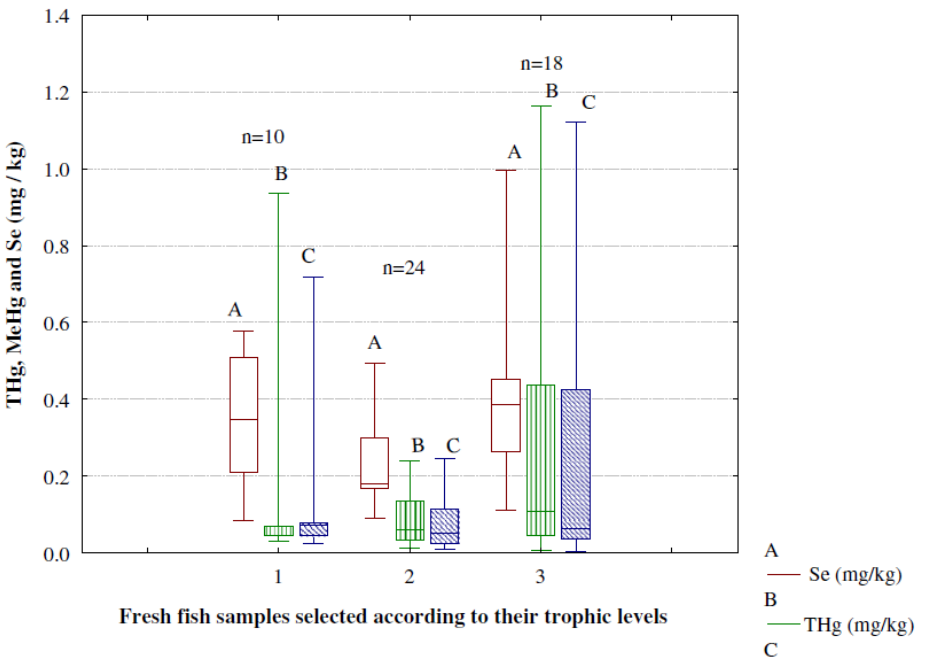 1.4
n=18
1.2
B
C
n=10
A
1.0
B
THg, MeHg and Se (mg / kg)
0.8
C
n=24
0.6
A
A
0.4
B
C
0.2
0.0
1
2
3
A
Se (mg/kg)
Fresh fish samples selected according to their trophic levels
B
THg (mg/kg)
C